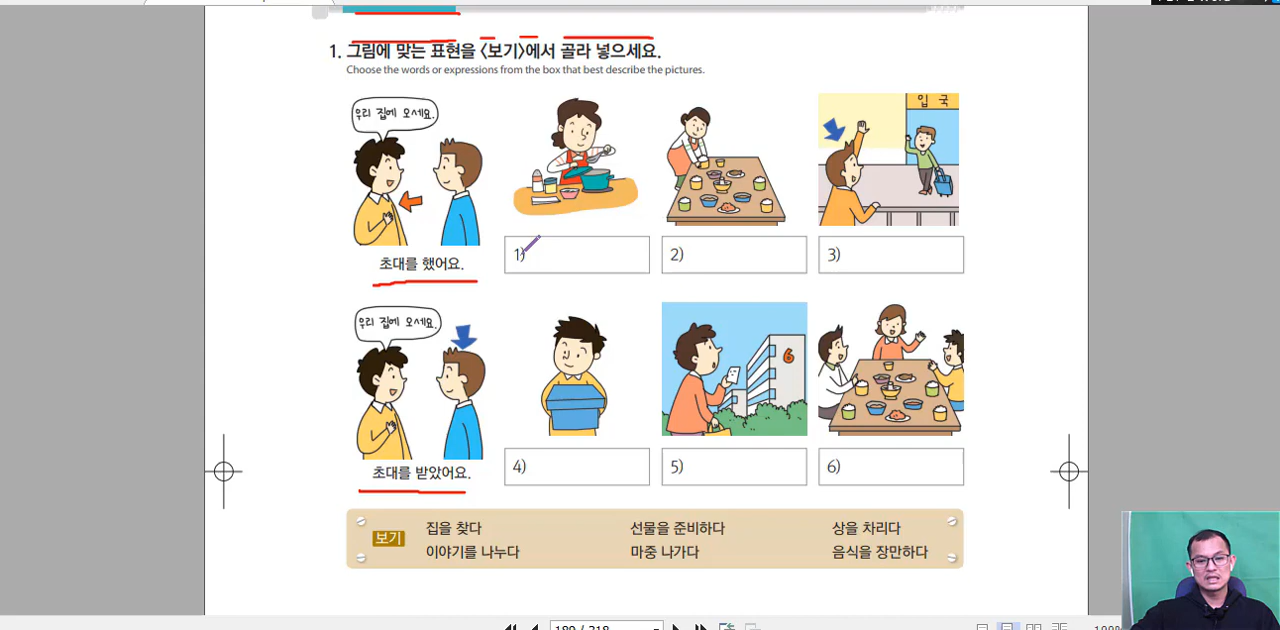 1. 그림에 맞는 표현을 <보기>에서 골라 넣으세요.
Choose the words or expressions from the box that best describe the pictures.
우리 집에 오세요.
입 국
1)
2)
3)
초대를 했어요.
우리 집에 오세요.
6
초대를 받았어요.
4)
5)
6)
보기
집을 찾다
선물을 준비하다
상을 차리다
이야기를 나누다
마중 나가다
음식을 장만하다